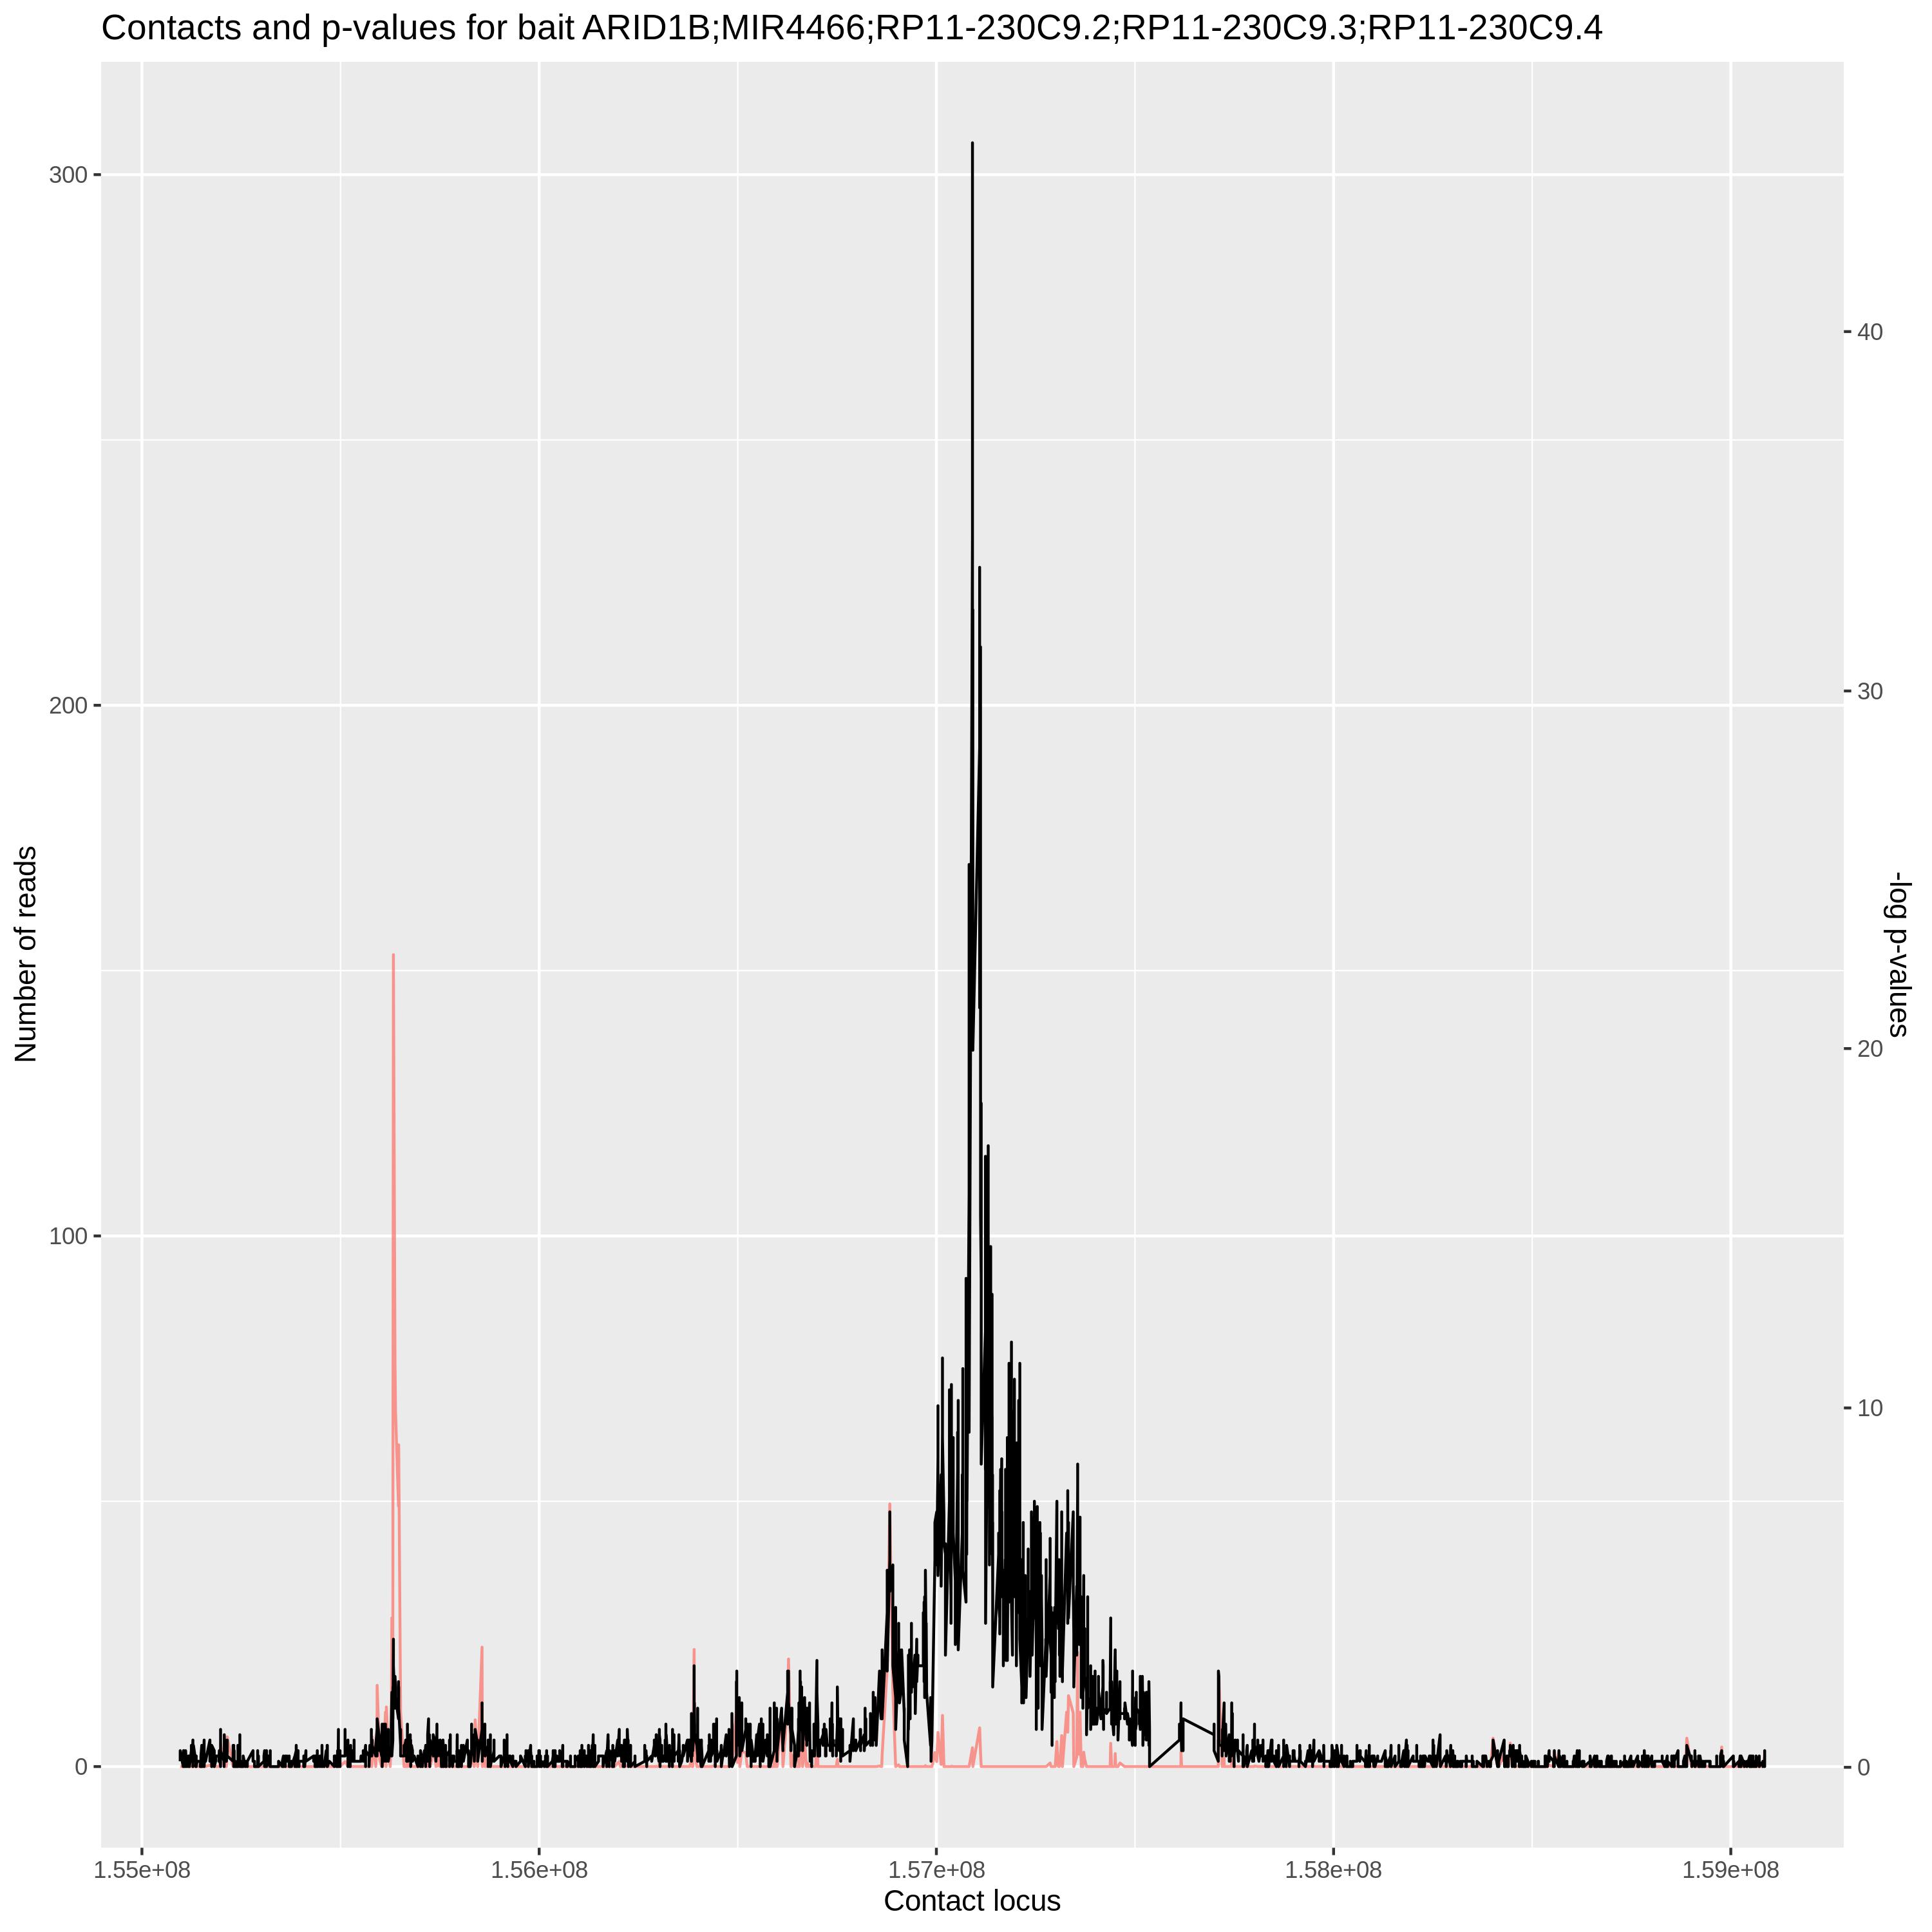 Contacts and p-values for bait ARID1B;MIR4466;RP11-230C9.2;RP11-230C9.3;RP11-230C9.4
300
200
100
0
Number of reads
40
30
20
10
0
-log p-values
1.55e+08
1.56e+08
1.57e+08
1.58e+08
1.59e+08
Contact locus